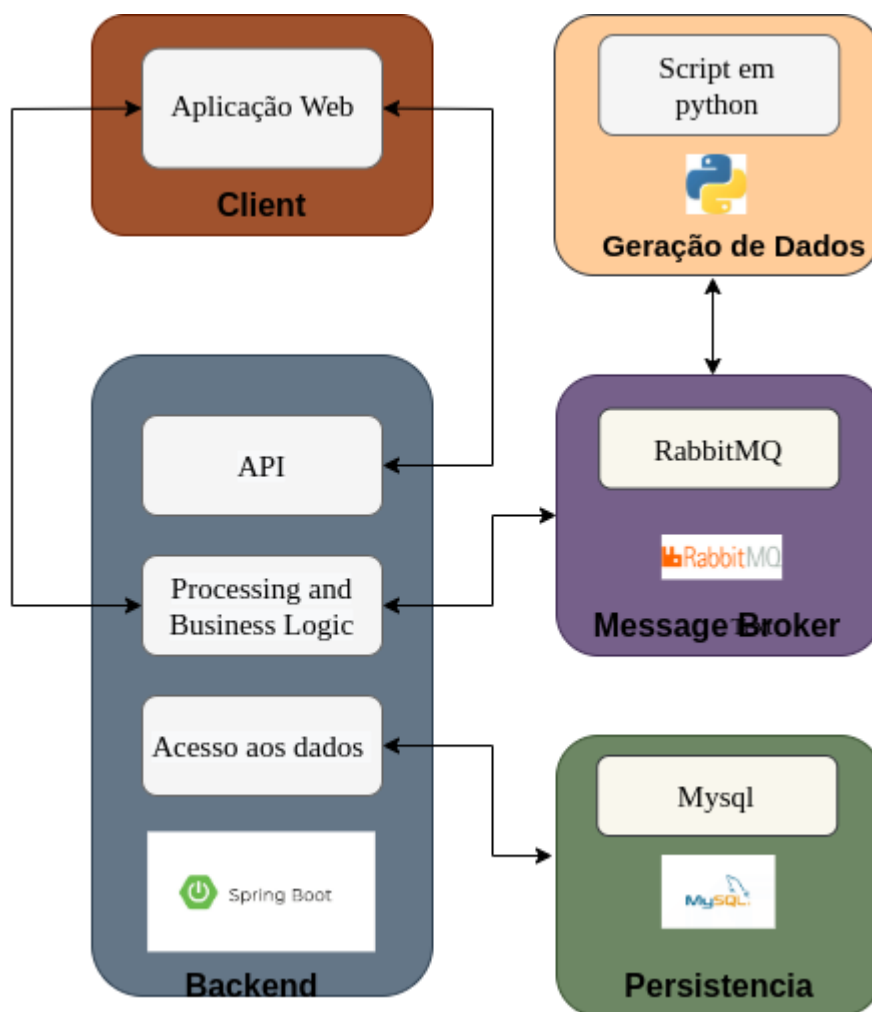 Aplicação Web
Client
Script em
python
Geração de Dados
API
Processing and
Business Logic
Acesso aos dados
Spring Boot
Backend
RabbitMQ
RabbitMQ
Message Broker
Mysql
MySQL
Persistencia